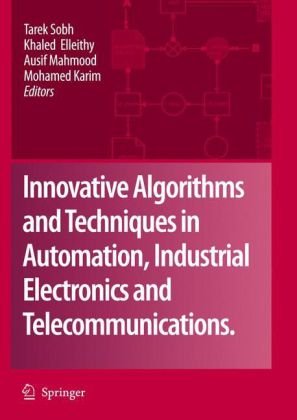 Tarek Sobh
Khaled Elleithy
Ausif Mahmood
Mohamed Karim
Editors
Innovative Algorithms
and Techniques in
Automation, Industrial
Electronics and
Telecommunications.
Springer